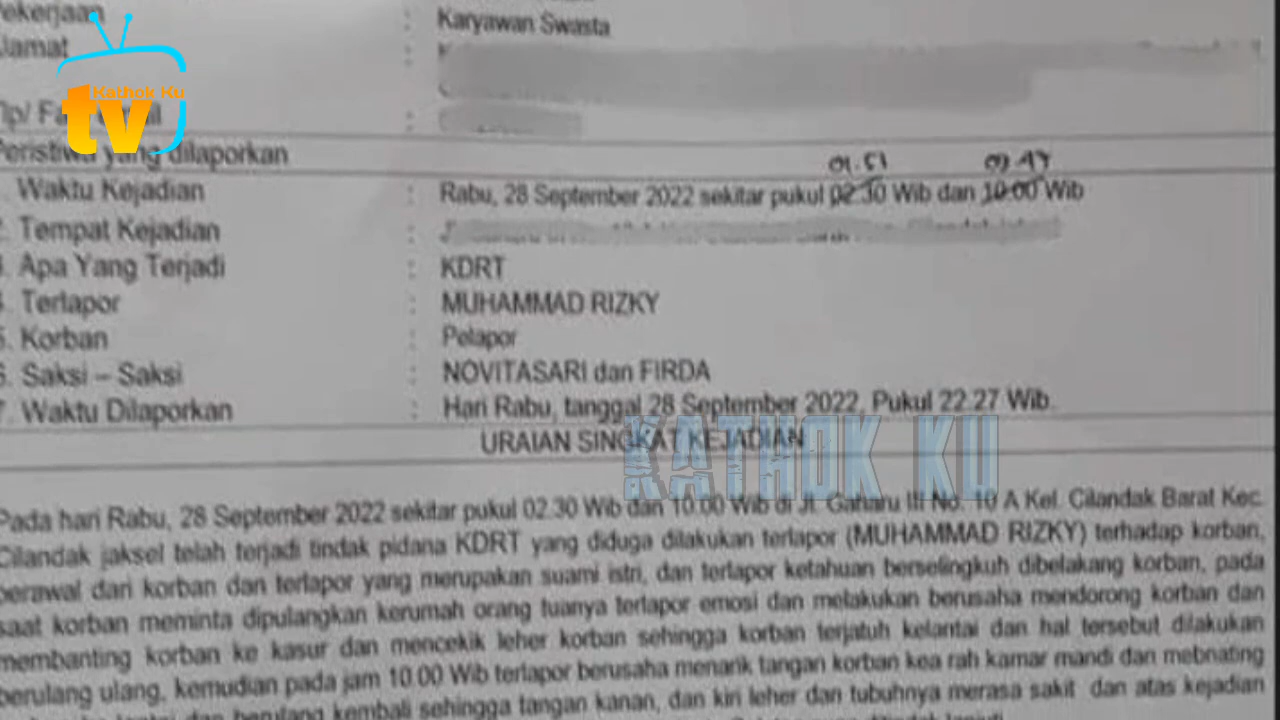 Pekerjaan : Karyawan Swasta
Alamat :
Kathok Ku
tv
Peristiwa yang dilaporkan
1. Waktu Kejadian : Rabu, 28 September 2022 sekitar pukul 02.30 Wib dan 10:00 Wib
2. Tempat Kejadian :
3. Apa Yang Terjadi : KDRT
4. Terlapor : MUHAMMAD RIZKY
5. Korban : Pelapor
6. Saksi – Saksi : NOVITASARI dan FIRDA
7. Waktu Dilaporkan : Hari Rabu, tanggal 28 September 2022, Pukul 22.27 Wib.
URAIAN SINGKAT KEJADIAN
KATHOK KU
Pada hari Rabu, 28 September 2022 sekitar pukul 02.30 Wib dan 10.00 Wib di Jl. Gaharu III No. 10 A Kel. Cilandak Barat Kec.
Cilandak jaksel telah terjadi tindak pidana KDRT yang diduga dilakukan terlapor (MUHAMMAD RIZKY) terhadap korban,
berawal dari korban dan terlapor yang merupakan suami istri, dan terlapor ketahuan berselingkuh dibelakang korban, pada
saat korban meminta dipulangkan kerumah orang tuanya terlapor emosi dan melakukan berusaha mendorong korban dan
membanting korban ke kasur dan mencekik leher korban sehingga korban terjatuh kelantai dan hal tersebut dilakukan
berulang ulang, kemudian pada jam 10.00 Wib terlapor berusaha menarik tangan korban kea rah kamar mandi dan mebnating
dan berulang kembali sehingga tangan kanan, dan kiri leher dan tubuhnya merasa sakit dan atas kejadian